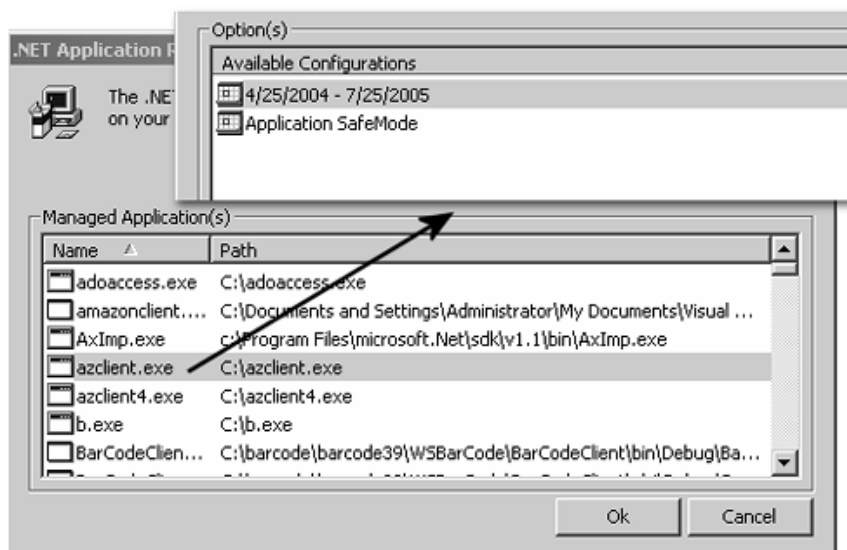 Option(s)
Available Configurations
4/25/2004 - 7/25/2005
Application SafeMode
.NET Application
The .NE
on your
Managed Application(s)
Name Path
adoaccess.exe C:\adoaccess.exe
amazonclient.... C:\Documents and Settings\Administrator\My Documents\Visual ...
AxImp.exe c:\Program Files\microsoft.Net\sdk\v1.1\bin\AxImp.exe
azclient.exe C:\azclient.exe
azclient4.exe C:\azclient4.exe
b.exe C:\b.exe
BarCodeClien... C:\barcode\barcode39\WSBarCode\BarCodeClient\bin\Debug\Ba...
Ok Cancel